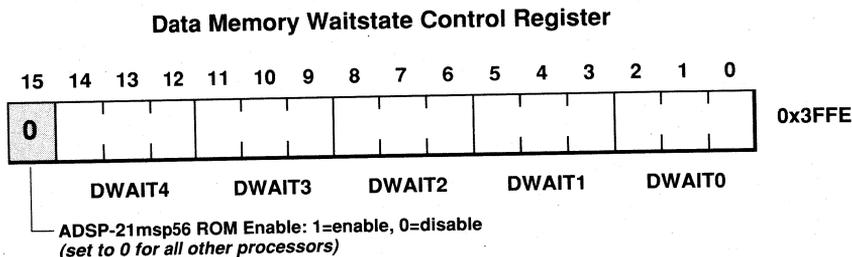 Data Memory Waitstate Control Register
15 14 13 12 11 10 9 8 7 6 5 4 3 2 1 0
0
0x3FFE
DWAIT4 DWAIT3 DWAIT2 DWAIT1 DWAIT0
ADSP-21msp56 ROM Enable: 1=enable, 0=disable
(set to 0 for all other processors)